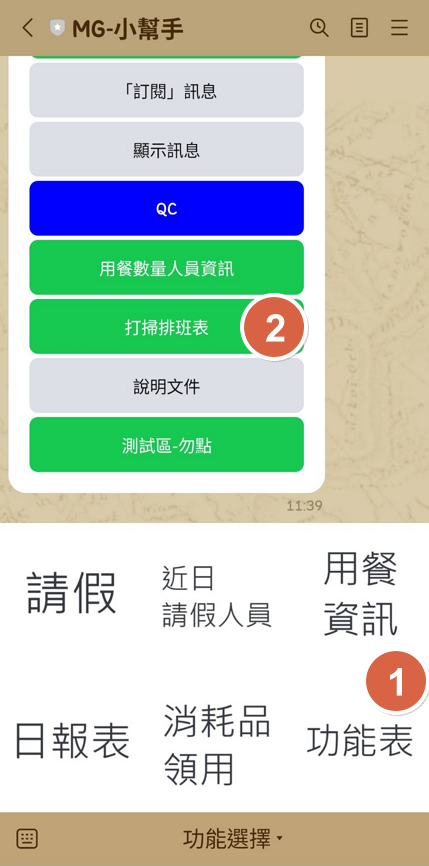 MG-小幫手
「訂閱」訊息
顯示訊息
QC
用餐數量人員資訊
打掃排班表
2
說明文件
測試區-勿點
11:39
請假
近日
請假人員
用餐
資訊
1
日報表
消耗品
領用
功能表
功能選擇